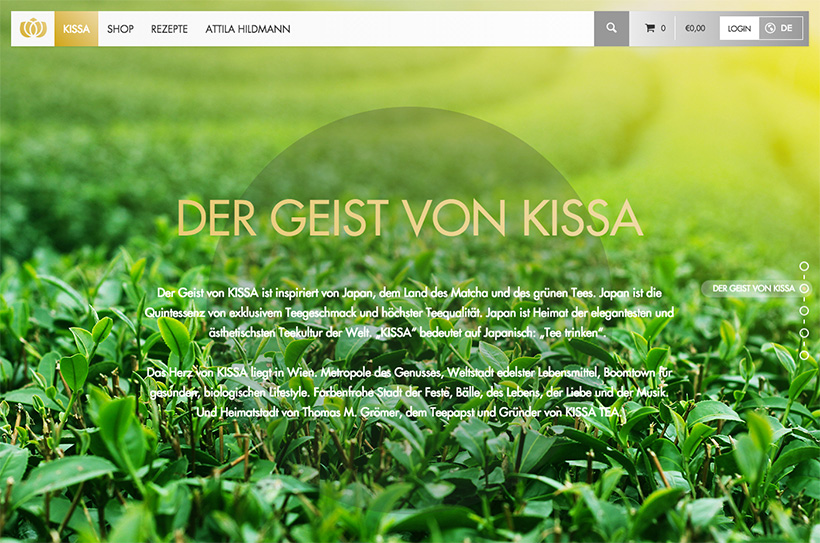 KISSA SHOP REZEPTE ATTILA HILDMANN 0 €0,00 LOGIN DE
DER GEIST VON KISSA
DER GEIST VON KISSA
Der Geist von KISSA ist inspiriert von Japan, dem Land des Matcha und des grünen Tees. Japan ist die
Quintessenz von exklusivem Teegeschmack und höchster Teequalität. Japan ist Heimat der elegantesten und
ästhetischsten Teekultur der Welt. „KISSA“ bedeutet auf Japanisch: „Tee trinken“.
Das Herz von KISSA liegt in Wien. Metropole des Genusses, Weltstadt edelster Lebensmittel, Boomtown für
gesunden, biologischen Lifestyle. Farbenfrohe Stadt der Feste, Bälle, des Lebens, der Liebe und der Musik.
Und Heimatstadt von Thomas M. Grömer, dem Teepapst und Gründer von KISSA TEA.